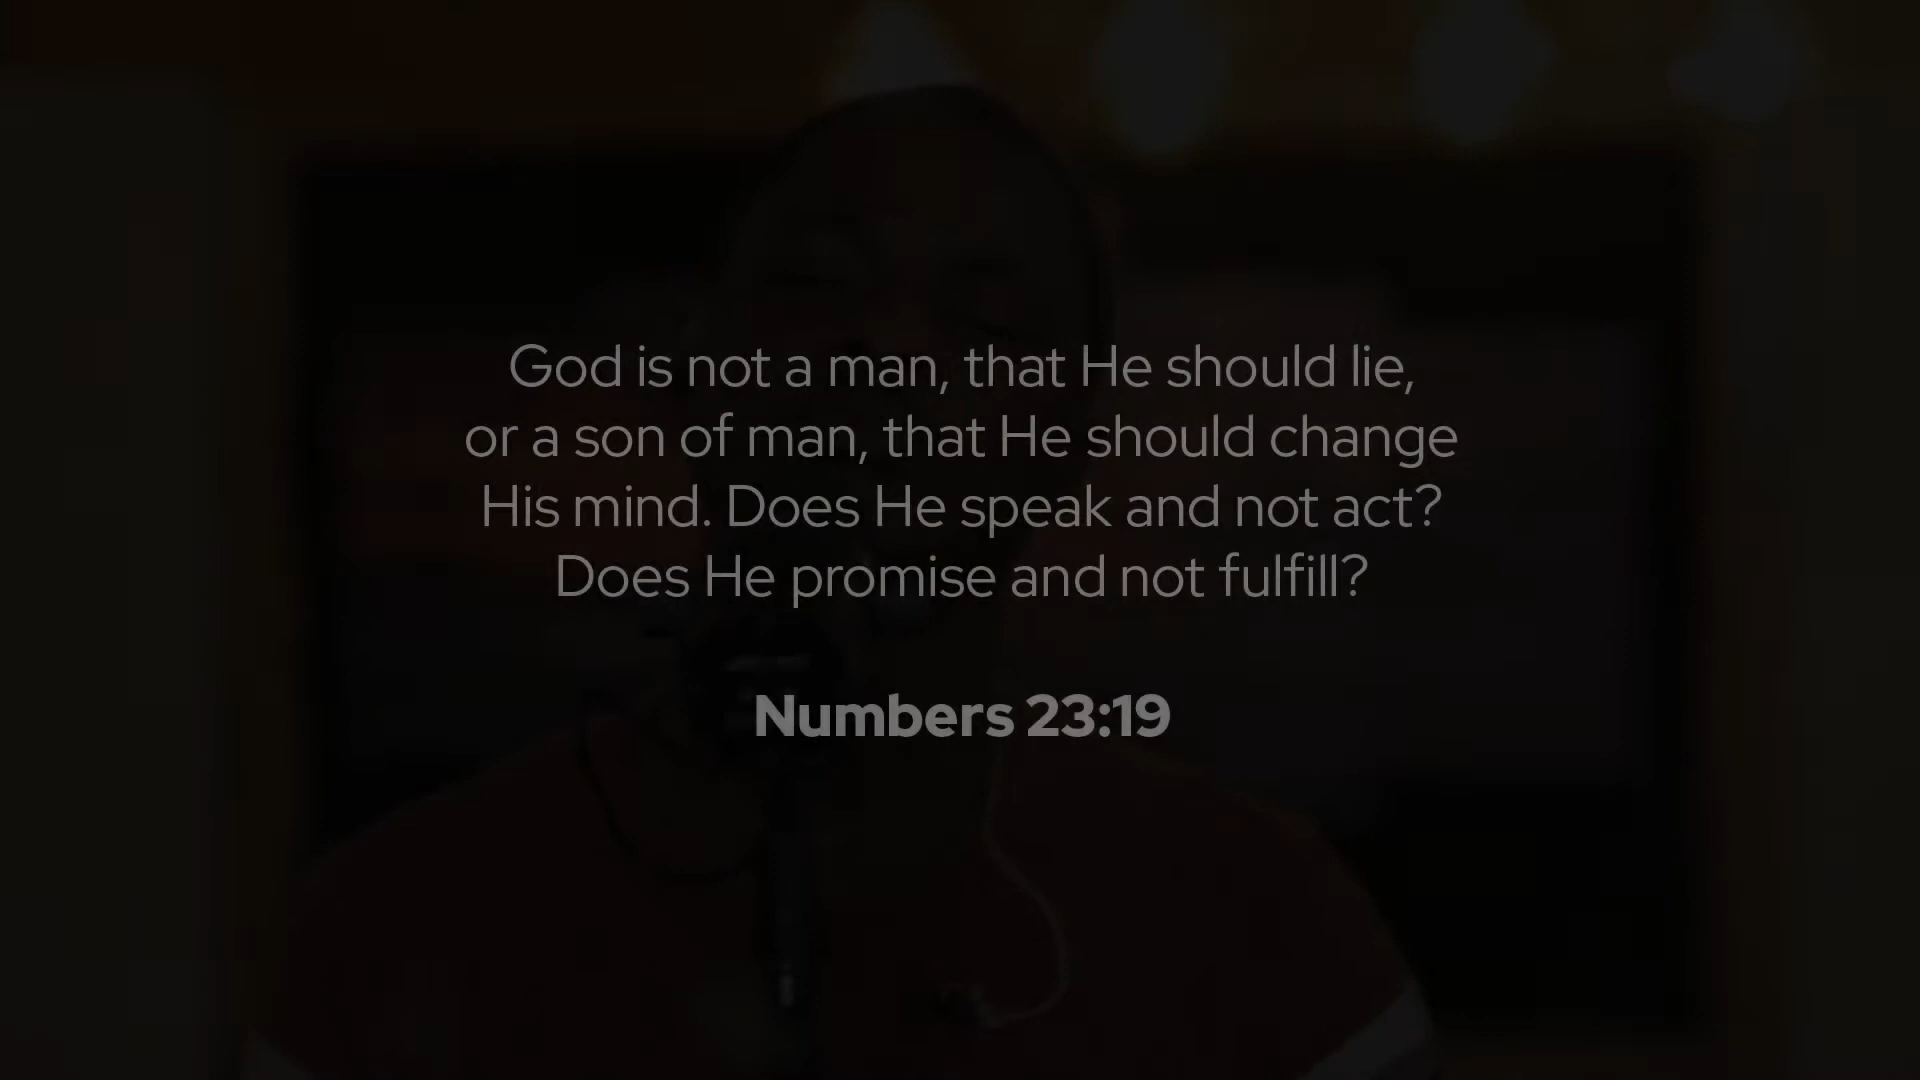 God is not a man, that He should lie,
or a son of man, that He should change
His mind. Does He speak and not act?
Does He promise and not fulfill?
Numbers 23:19